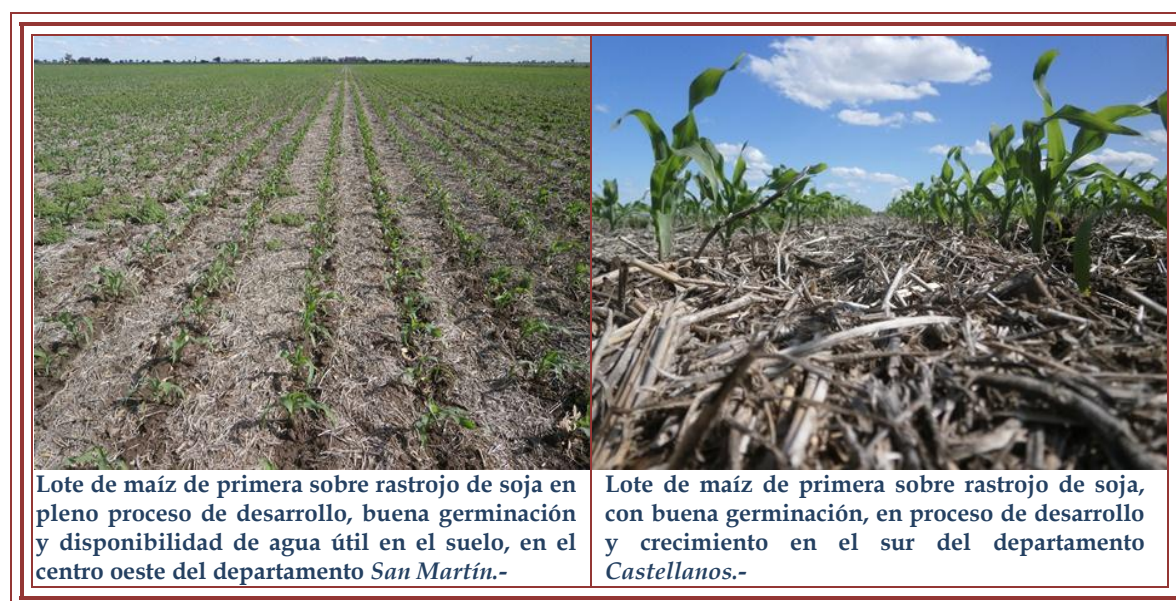 Lote de maíz de primera sobre rastrojo de soja en
pleno proceso de desarrollo, buena germinación
y disponibilidad de agua útil en el suelo, en el
centro oeste del departamento San Martín.-
Lote de maíz de primera sobre rastrojo de soja,
con buena germinación, en proceso de desarrollo
y crecimiento en el sur del departamento
Castellanos.-